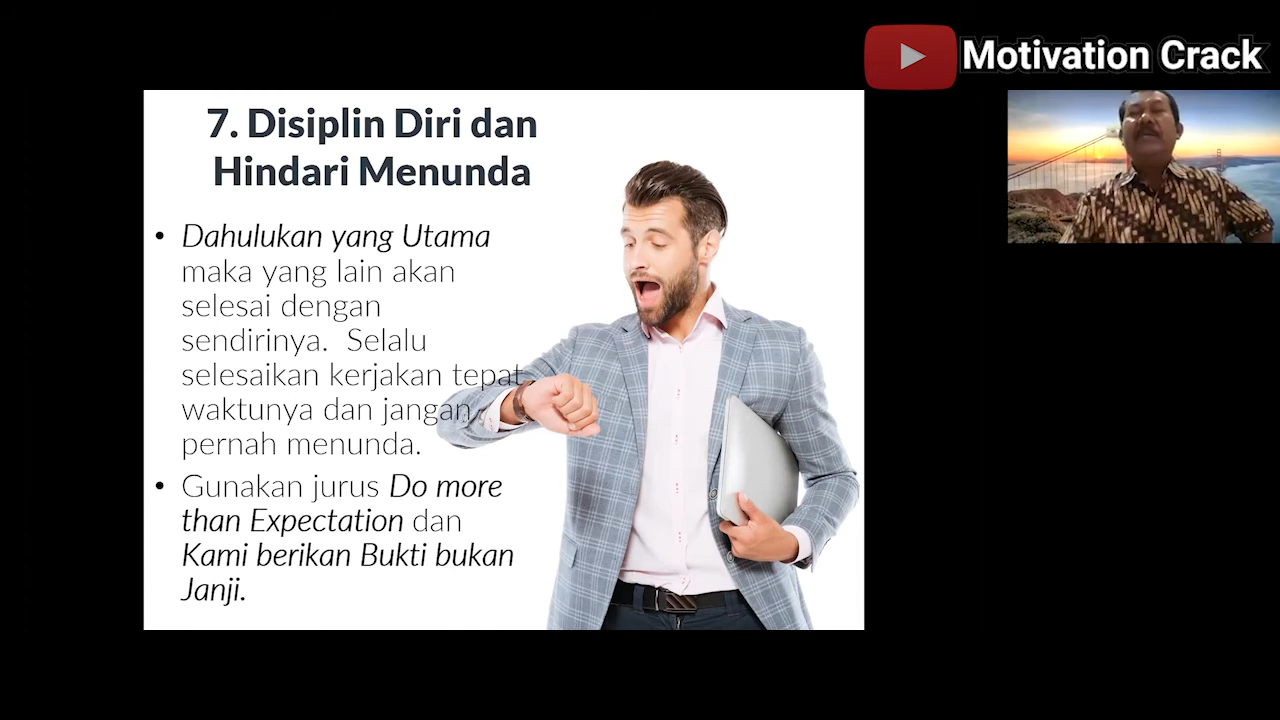 Motivation Crack
7. Disiplin Diri dan
Hindari Menunda
• Dahulukan yang Utama
maka yang lain akan
selesai dengan
sendirinya. Selalu
selesaikan kerjakan tepat
waktunya dan jangan
pernah menunda.
• Gunakan jurus Do more
than Expectation dan
Kami berikan Bukti bukan
Janji.